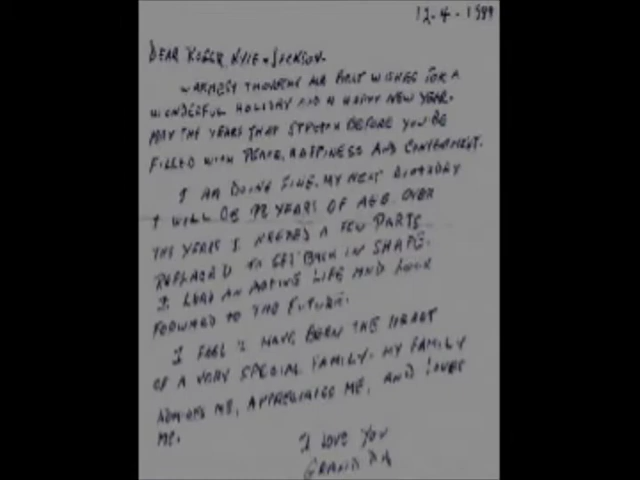 12-4-1999
DEAR ROGER, KYLE & JACKSON.
WARMEST THOUGHTS AND BEST WISHES FOR A
WONDERFUL HOLIDAY AND A HAPPY NEW YEAR.
MAY THE YEARS THAT STRETCH BEFORE YOU BE
FILLED WITH PEACE, HAPPINESS AND CONTENTMENT.
I AM DOING FINE. MY NEXT BIRTHDAY
I WILL BE YEARS OF AGE. OVER
THE YEARS I NEEDED A FEW PARTS
REPLACED TO GET BACK IN SHAPE.
I LEAD AN ACTIVE LIFE AND LOOK
FORWARD TO THE FUTURE.
I FEEL I HAVE BEEN THE HEART
OF A VERY SPECIAL FAMILY. MY FAMILY
ADMIRES ME, APPRECIATES ME, AND LOVES
ME.
I LOVE YOU
GRAND PA